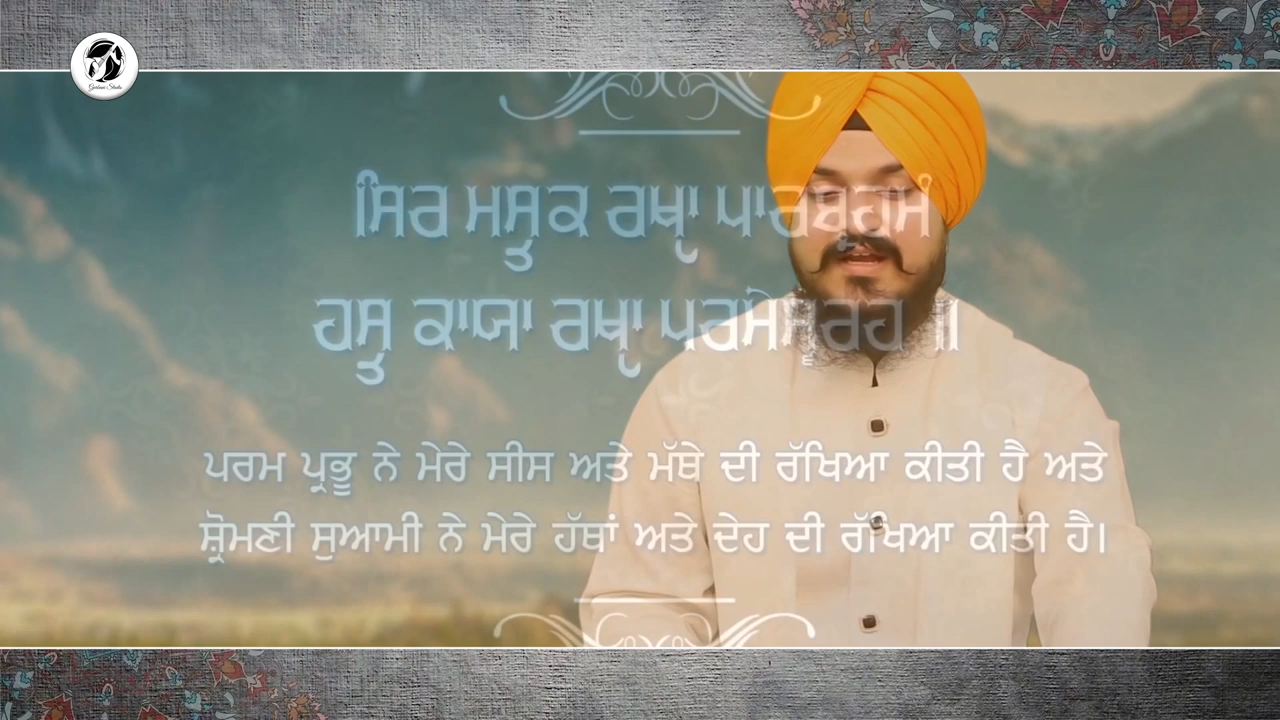 ਸਿਰ ਮਸ੍ਤਕ ਰਖ੍ਯਾ ਪਾਰਬ੍ਰਹਮੰ
ਹਸ੍ਤ ਕਾਯਾ ਰਖ੍ਯਾ ਪਰਮੇਸ੍ਵਰਹ ॥
ਪਰਮ ਪ੍ਰਭੂ ਨੇ ਮੇਰੇ ਸੀਸ ਅਤੇ ਮੱਥੇ ਦੀ ਰੱਖਿਆ ਕੀਤੀ ਹੈ ਅਤੇ
ਸ਼੍ਰੋਮਣੀ ਸੁਆਮੀ ਨੇ ਮੇਰੇ ਹੱਥਾਂ ਅਤੇ ਦੇਹ ਦੀ ਰੱਖਿਆ ਕੀਤੀ ਹੈ।